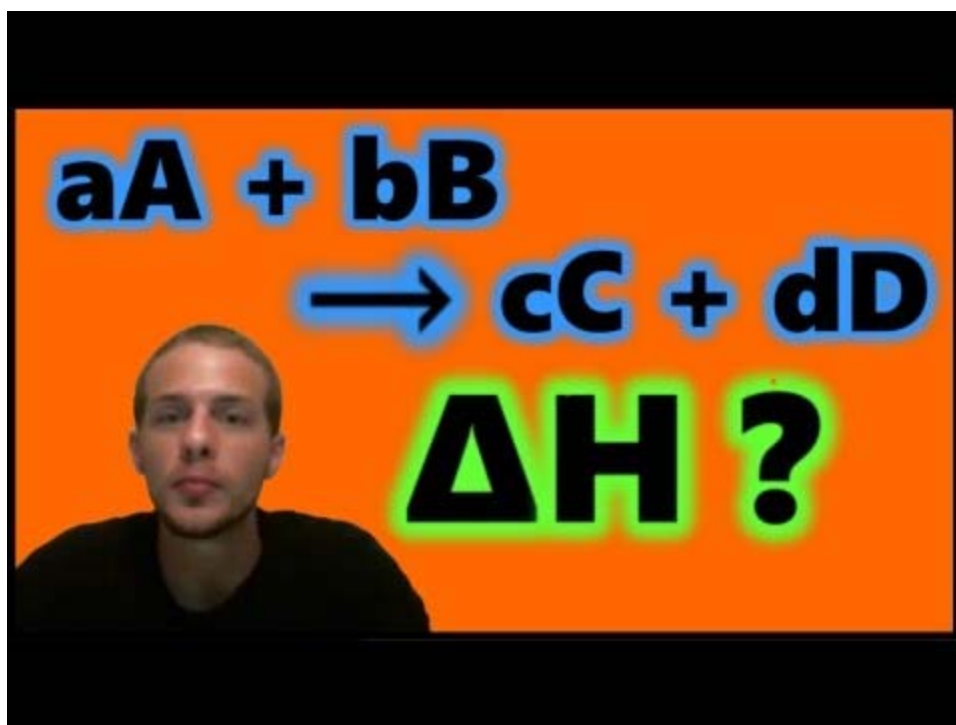 aA + bB
→ cC + dD
ΔH ?